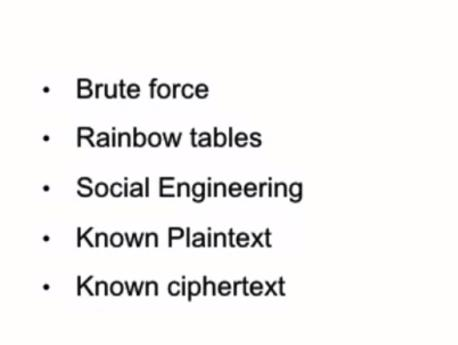 • Brute force
• Rainbow tables
• Social Engineering
• Known Plaintext
• Known ciphertext